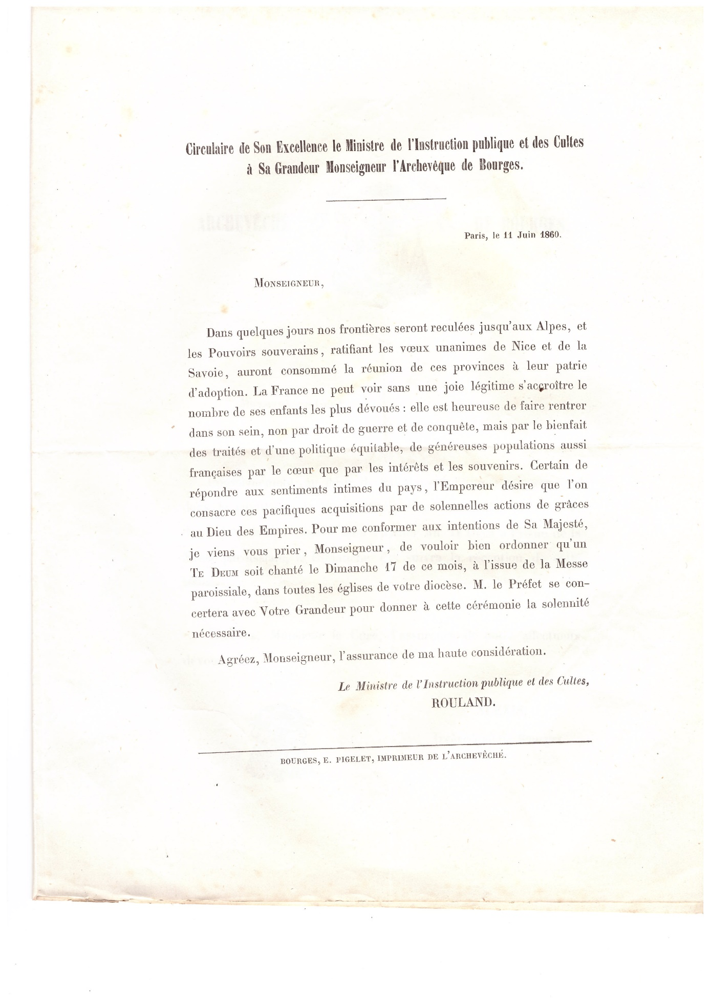 Circulaire de Son Excellence le Ministre de l'Instruction publique et des Cultes
à Sa Grandeur Monseigneur l'Archevêque de Bourges.
Paris, le 11 Juin 1860.
MONSEIGNEUR,
Dans quelques jours nos frontières seront reculées jusqu'aux Alpes, et
les Pouvoirs souverains, ratifiant les vœux unanimes de Nice et de la
Savoie, auront consommé la réunion de ces provinces à leur patrie
d'adoption. La France ne peut voir sans une joie légitime s'accroître le
nombre de ses enfants les plus dévoués : elle est heureuse de faire rentrer
dans son sein, non par droit de guerre et de conquête, mais par le bienfait
des traités et d'une politique équitable, de généreuses populations aussi
françaises par le cœur que par les intérêts et les souvenirs. Certain de
répondre aux sentiments intimes du pays, l'Empereur désire que l'on
consacre ces pacifiques acquisitions par de solennelles actions de grâces
au Dieu des Empires. Pour me conformer aux intentions de Sa Majesté,
je viens vous prier, Monseigneur, de vouloir bien ordonner qu'un
TE DEUM soit chanté le Dimanche 17 de ce mois, à l'issue de la Messe
paroissiale, dans toutes les églises de votre diocèse. M. le Préfet se con-
certera avec Votre Grandeur pour donner à cette cérémonie la solennité
nécessaire.
Agréez, Monseigneur, l'assurance de ma haute considération.
Le Ministre de l'Instruction publique et des Cultes,
ROULAND.
BOURGES, E. PIGELET, IMPRIMEUR DE L'ARCHEVÊCHÉ.